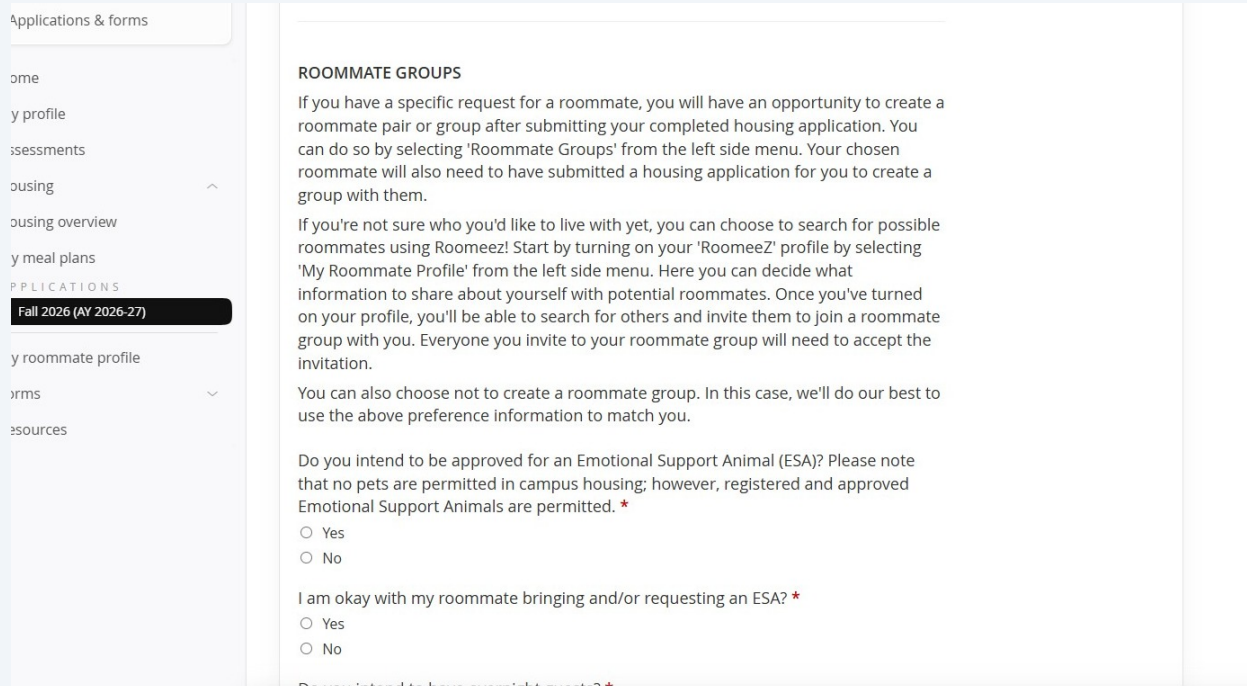 Applications & forms
ome
y profile
ssessments
ousing
ousing overview
y meal plans
PPLICATIONS
Fall 2026 (AY 2026-27)
y roommate profile
orms
esources
ROOMMATE GROUPS
If you have a specific request for a roommate, you will have an opportunity to create a
roommate pair or group after submitting your completed housing application. You
can do so by selecting 'Roommate Groups' from the left side menu. Your chosen
roommate will also need to have submitted a housing application for you to create a
group with them.
If you're not sure who you'd like to live with yet, you can choose to search for possible
roommates using Roomeez! Start by turning on your 'RoomeeZ' profile by selecting
'My Roommate Profile' from the left side menu. Here you can decide what
information to share about yourself with potential roommates. Once you've turned
on your profile, you'll be able to search for others and invite them to join a roommate
group with you. Everyone you invite to your roommate group will need to accept the
invitation.
You can also choose not to create a roommate group. In this case, we'll do our best to
use the above preference information to match you.
Do you intend to be approved for an Emotional Support Animal (ESA)? Please note
that no pets are permitted in campus housing; however, registered and approved
Emotional Support Animals are permitted. *
Yes
No
I am okay with my roommate bringing and/or requesting an ESA? *
Yes
No
Do you intend to have overnight guests? *